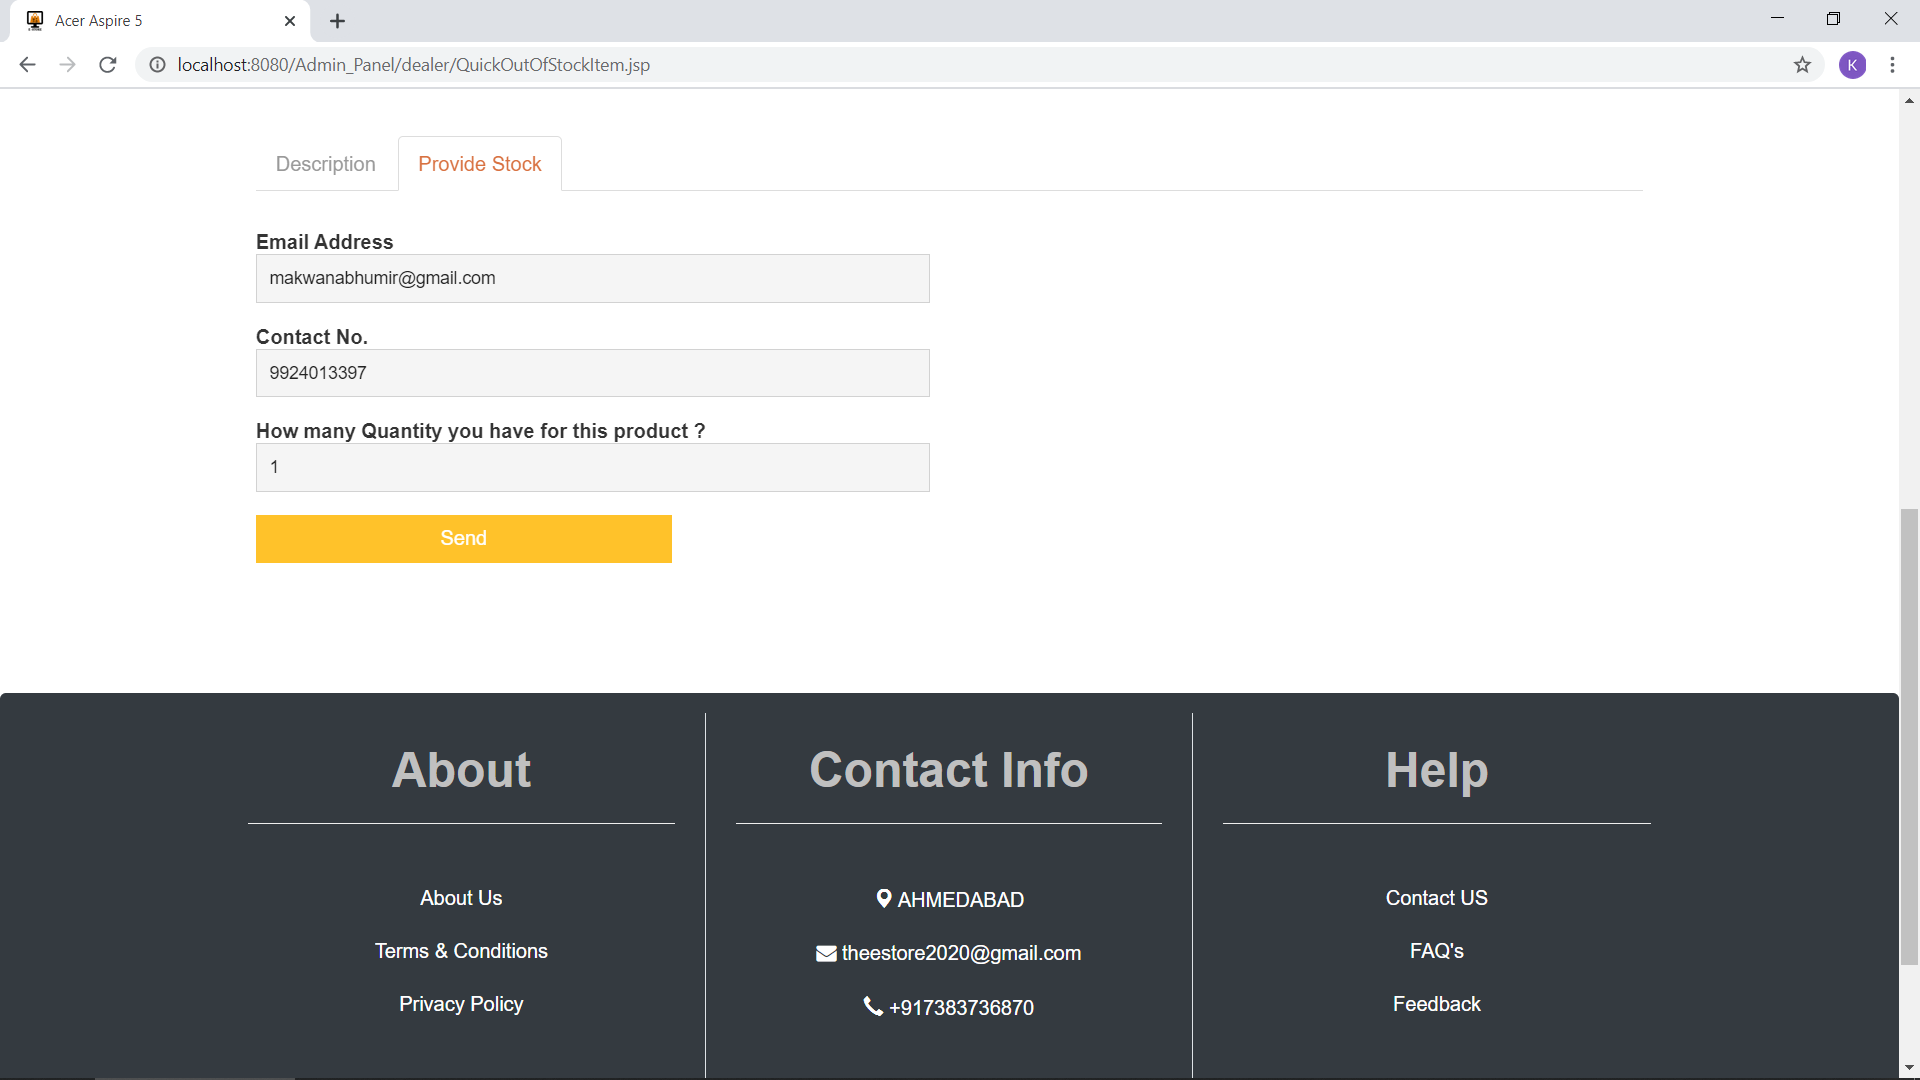 Acer Aspire 5
localhost:8080/Admin_Panel/dealer/QuickOutOfStockItem.jsp
K
Description
Provide Stock
Email Address
makwanabhumir@gmail.com
Contact No.
9924013397
How many Quantity you have for this product ?
1
Send
About
About Us
Terms & Conditions
Privacy Policy
Contact Info
AHMEDABAD
theestore2020@gmail.com
+917383736870
Help
Contact US
FAQ's
Feedback